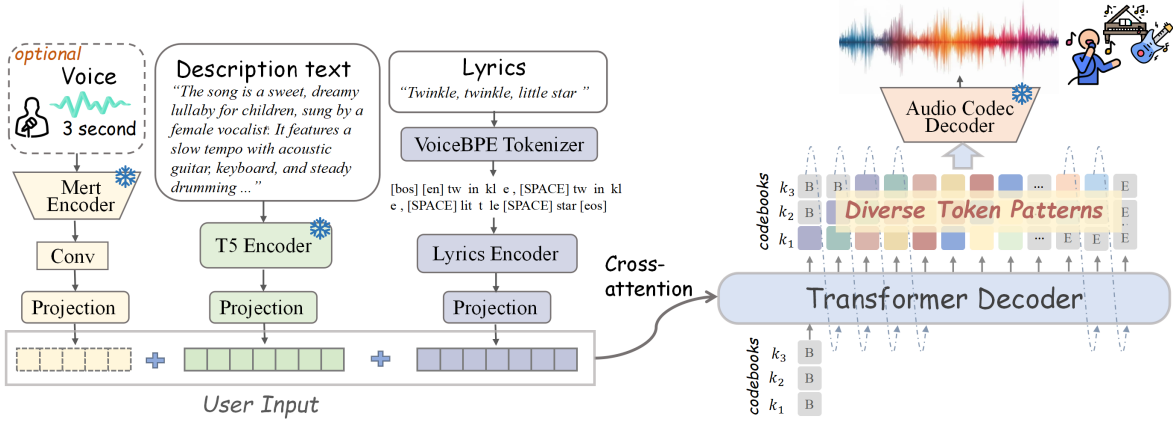 optional
Voice
3 second
Mert
Encoder
Conv
Projection
Description text
“The song is a sweet, dreamy
lullaby for children, sung by a
female vocalist. It features a
slow tempo with acoustic
guitar, keyboard, and steady
drumming ...”
T5 Encoder
Projection
Lyrics
“Twinkle, twinkle, little star ”
VoiceBPE Tokenizer
[bos] [en] tw in kl e , [SPACE] tw in kl
e , [SPACE] lit t le [SPACE] star [eos]
Lyrics Encoder
Projection
+
+
User Input
Cross-
attention
Audio Codec
Decoder
codebooks
k3 B B ... E
k2 B E
k1 ... E E E
Diverse Token Patterns
Transformer Decoder
codebooks
k3 B
k2 B
k1 B